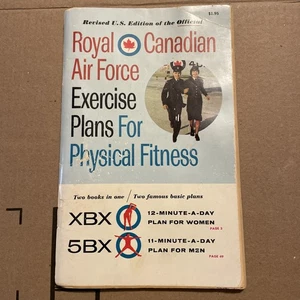 Revised U.S. Edition of the Official
$1.00
Royal Canadian
Air Force
Exercise
Plans For
Physical Fitness
Two books in one / Two famous basic plans
XBX 12-MINUTE-A-DAY
PLAN FOR WOMEN
PAGE 3
5BX 11-MINUTE-A-DAY
PLAN FOR MEN